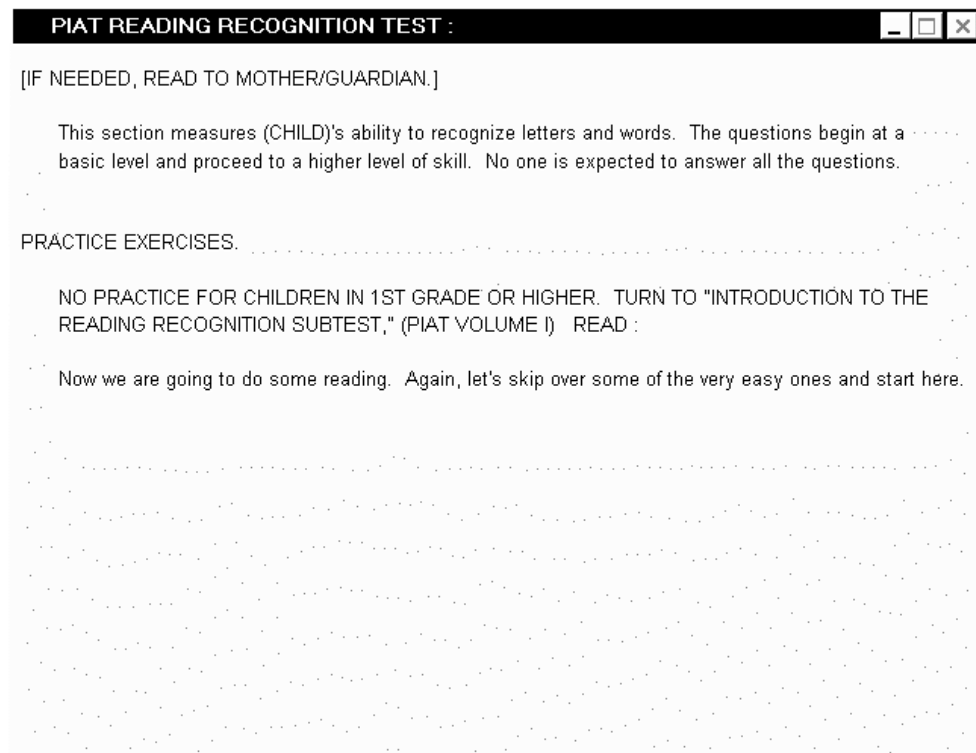 PIAT READING RECOGNITION TEST :
[IF NEEDED, READ TO MOTHER/GUARDIAN.]
This section measures (CHILD)'s ability to recognize letters and words. The questions begin at a
basic level and proceed to a higher level of skill. No one is expected to answer all the questions.
PRACTICE EXERCISES.
NO PRACTICE FOR CHILDREN IN 1ST GRADE OR HIGHER. TURN TO "INTRODUCTION TO THE
READING RECOGNITION SUBTEST," (PIAT VOLUME I) READ :
Now we are going to do some reading. Again, let's skip over some of the very easy ones and start here.